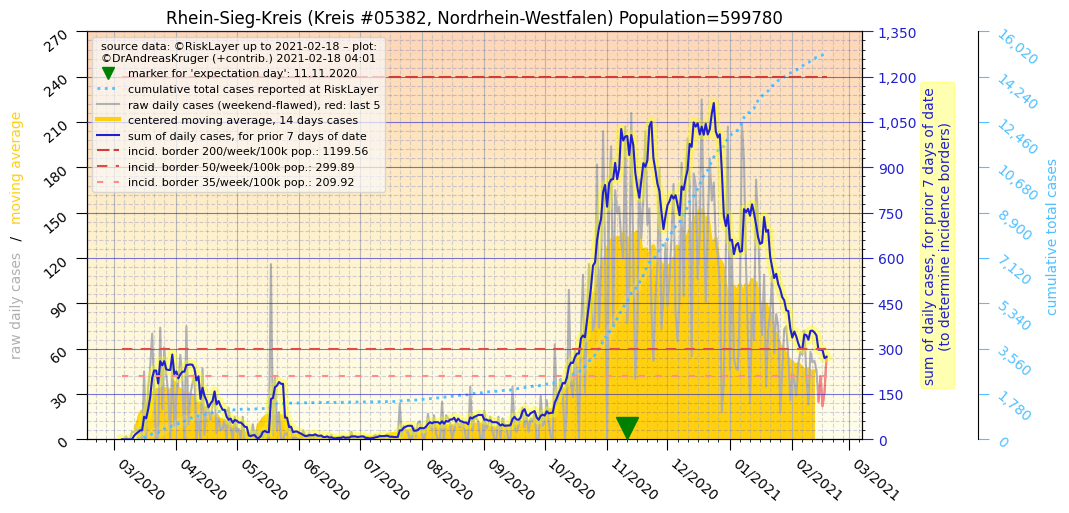 Rhein-Sieg-Kreis (Kreis #05382, Nordrhein-Westfalen) Population=599780
source data: ©RiskLayer up to 2021-02-18 – plot:
©DrAndreasKruger (+contrib.) 2021-02-18 04:01
marker for 'expectation day': 11.11.2020
cumulative total cases reported at RiskLayer
raw daily cases (weekend-flawed), red: last 5
centered moving average, 14 days cases
sum of daily cases, for prior 7 days of date
incid. border 200/week/100k pop.: 1199.56
incid. border 50/week/100k pop.: 299.89
incid. border 35/week/100k pop.: 209.92
raw daily cases / moving average
270
240
210
180
150
120
90
60
30
0
03/2020
04/2020
05/2020
06/2020
07/2020
08/2020
09/2020
10/2020
11/2020
12/2020
01/2021
02/2021
03/2021
1,350
1,200
1,050
900
750
600
450
300
150
0
sum of daily cases, for prior 7 days of date
(to determine incidence borders)
16,020
14,240
12,460
10,680
8,900
7,120
5,340
3,560
1,780
0
cumulative total cases